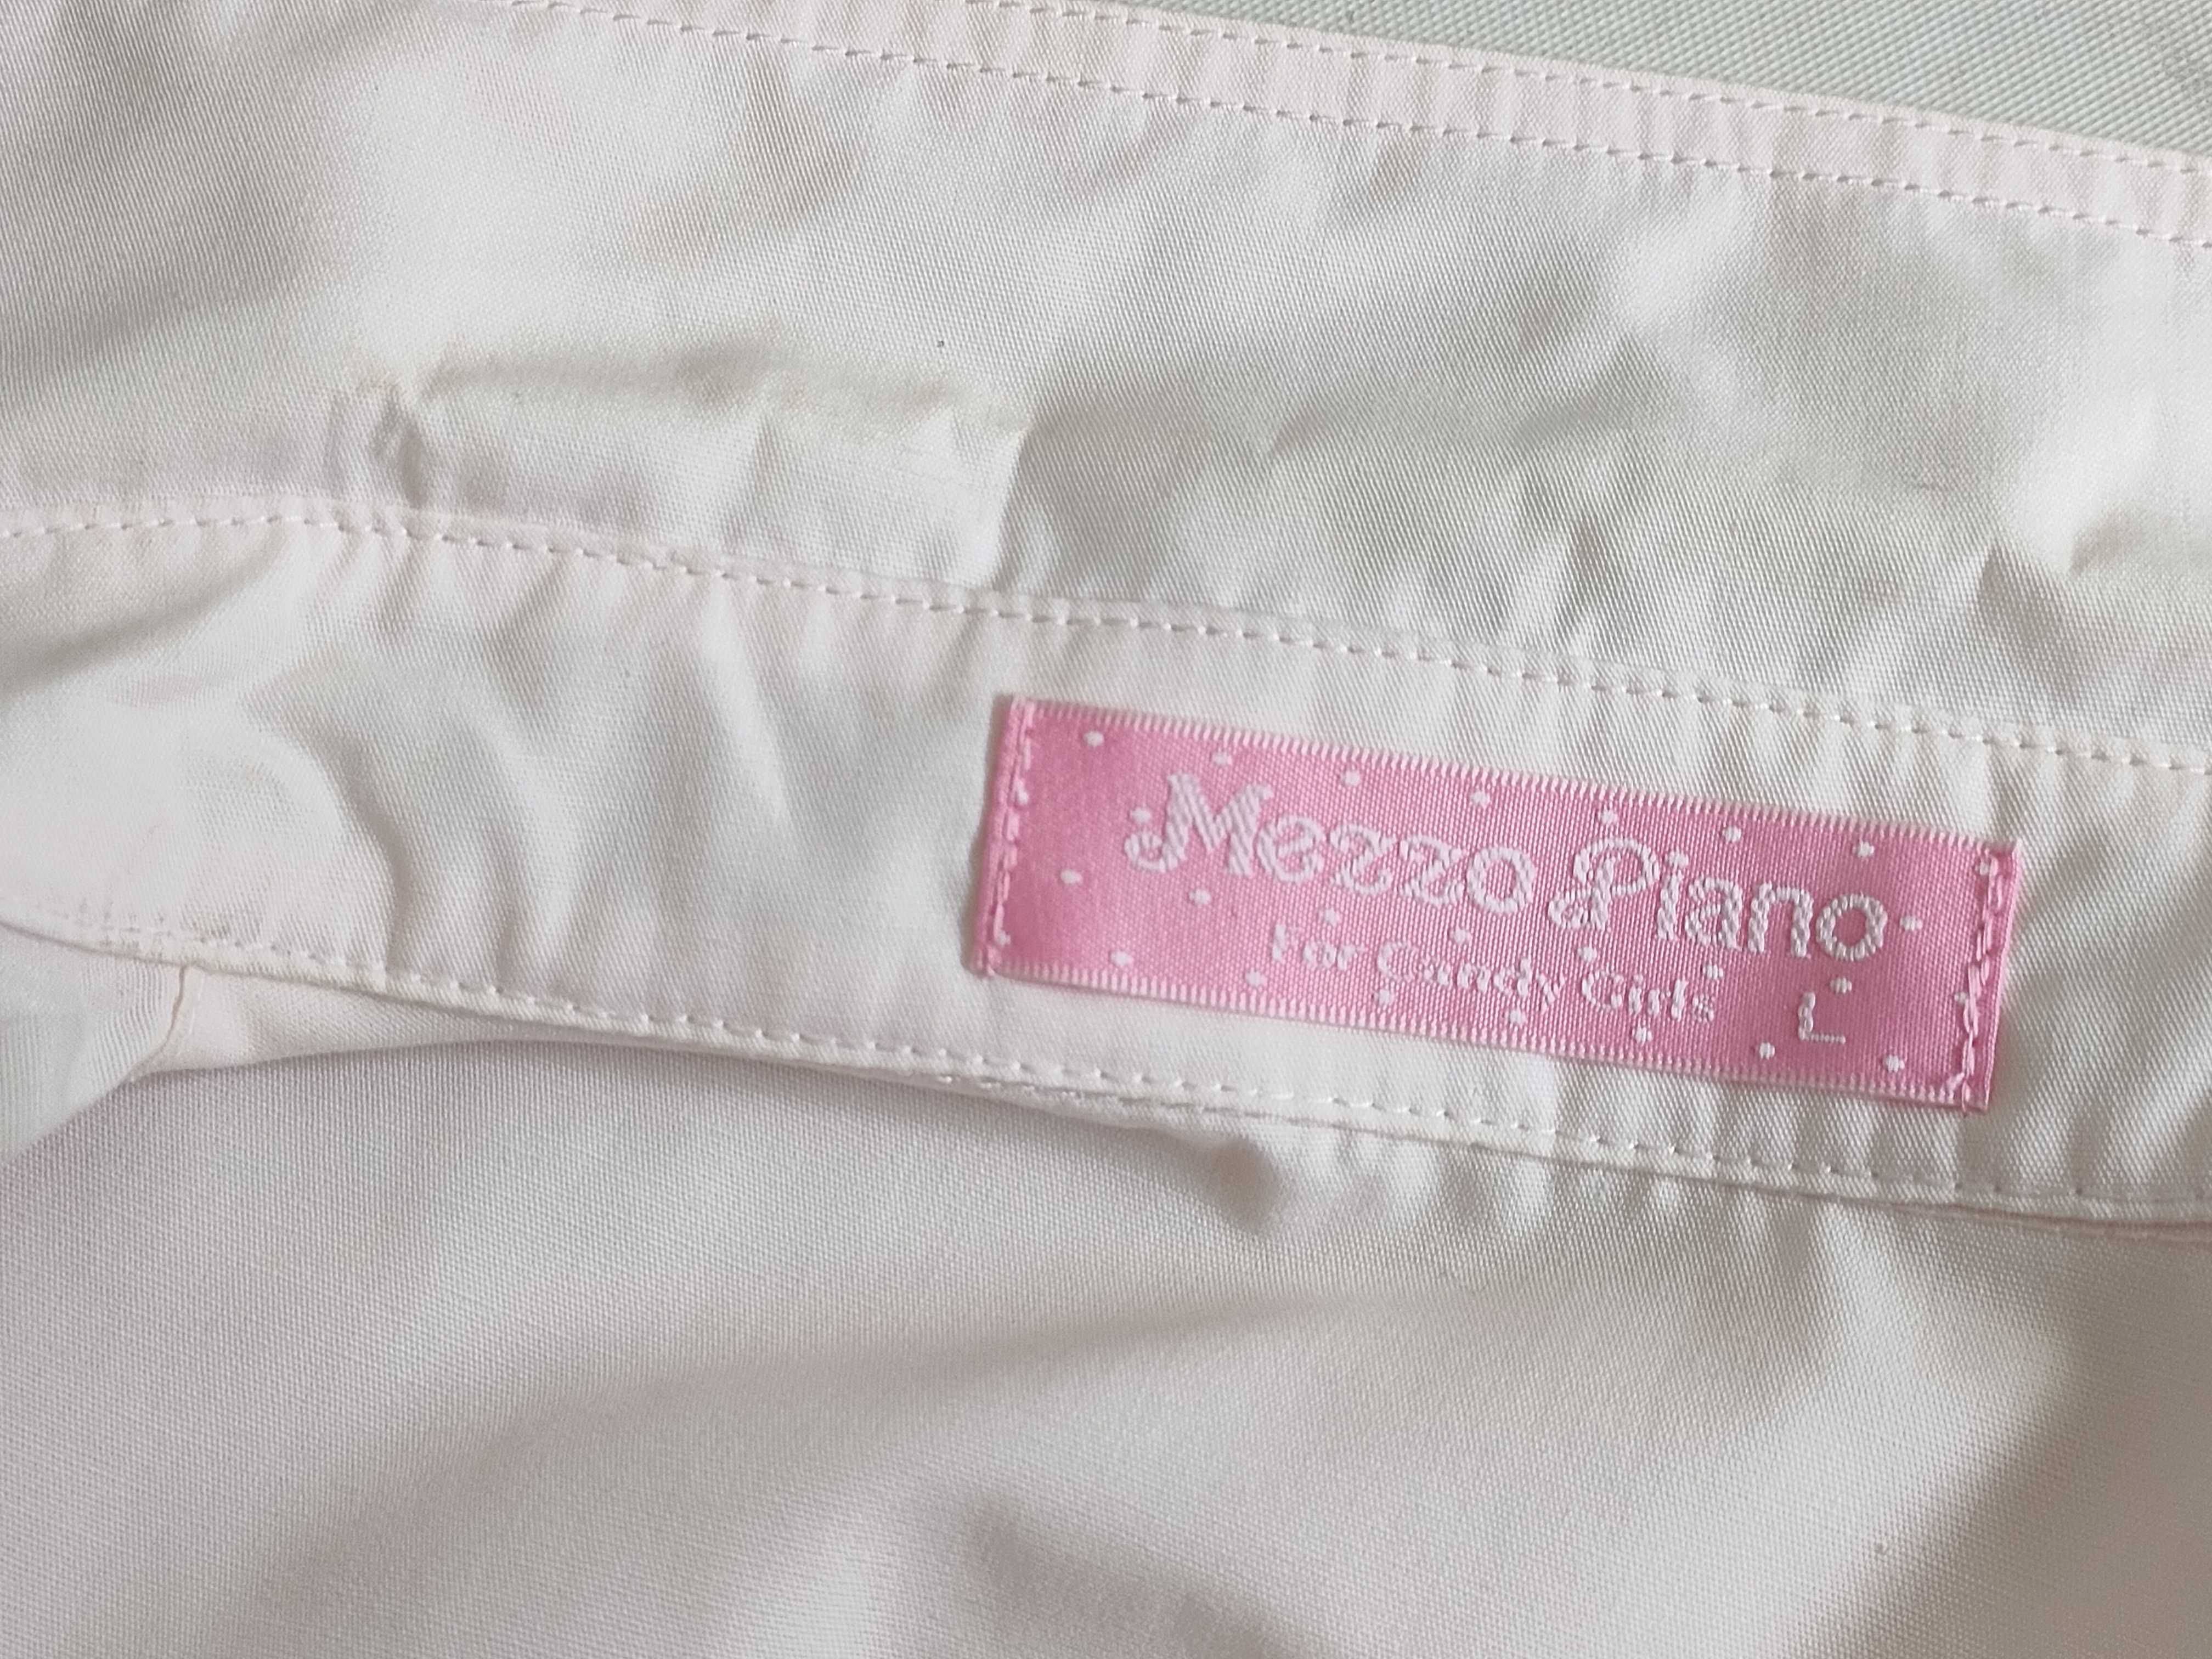 Mezzo Piano
For Candy Girls
L